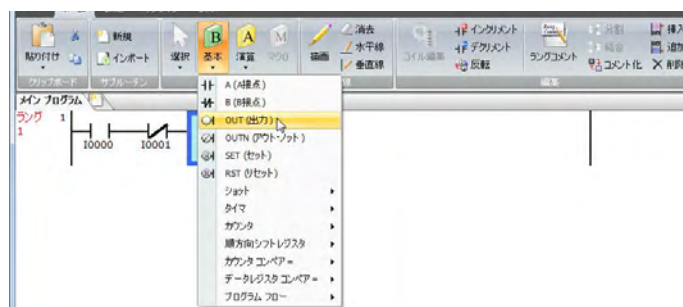 新規
インポート
貼り付け
選択
基本
演算
マクロ
描画
消去
水平線
垂直線
コイル編集
インクリメント
デクリメント
反転
ラングコメント
分割
結合
コメント化
挿入
追加
削除
クリップボード
サブルーチン
編集
メイン プログラム
ラング 1
1
I0000 I0001
A (A接点)
B (B接点)
OUT (出力)
OUTN (アウト・ノット)
SET (セット)
RST (リセット)
ショット
タイマ
カウンタ
順方向シフトレジスタ
カウンタ コンペア =
データレジスタ コンペア =
プログラム フロー